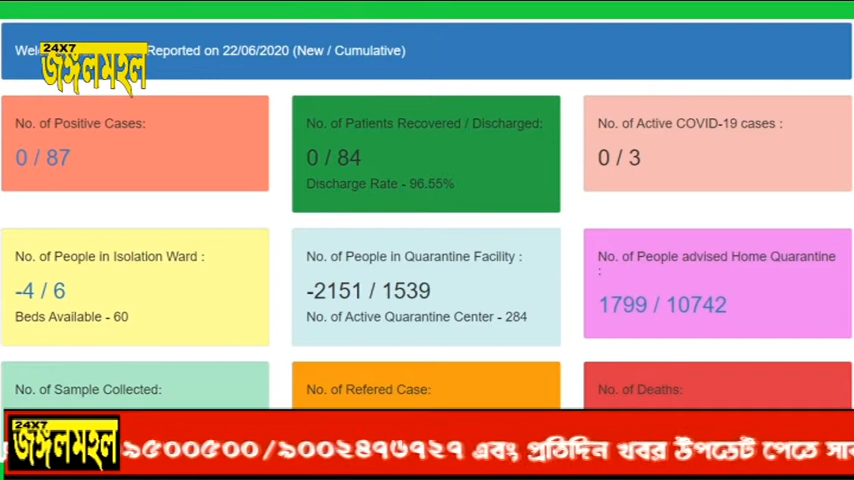 Reported on 22/06/2020 (New / Cumulative)
24X7
জঙ্গলমহল
No. of Positive Cases:
0 / 87
No. of Patients Recovered / Discharged:
0 / 84
Discharge Rate - 96.55%
No. of Active COVID-19 cases :
0 / 3
No. of People in Isolation Ward :
-4 / 6
Beds Available - 60
No. of People in Quarantine Facility :
-2151 / 1539
No. of Active Quarantine Center - 284
No. of People advised Home Quarantine
:
1799 / 10742
No. of Sample Collected:
No. of Refered Case:
No. of Deaths:
24X7
জঙ্গলমহল
৯৫০০৫০০ /৯০০২৪৭৬৭২৭ এবং প্রতিদিন খবর উপডেট পেতে